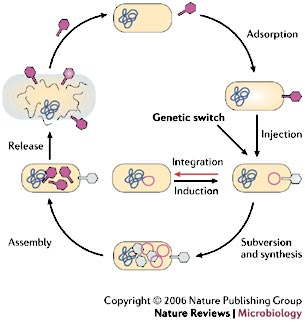 Adsorption
Genetic switch
Injection
Release
Integration
Induction
Assembly
Subversion
and synthesis
Copyright © 2006 Nature Publishing Group
Nature Reviews | Microbiology